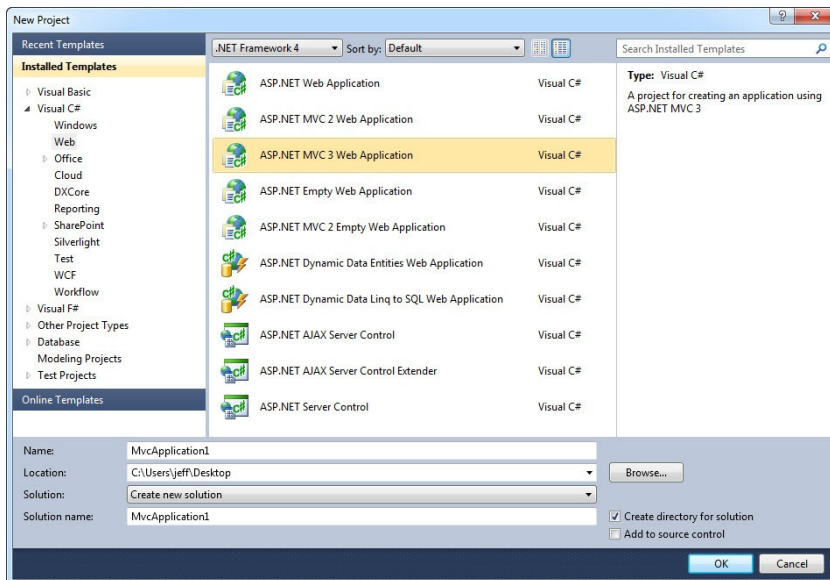 New Project
Recent Templates
Installed Templates
Visual Basic
Visual C#
Windows
Web
Office
Cloud
DXCore
Reporting
SharePoint
Silverlight
Test
WCF
Workflow
Visual F#
Other Project Types
Database
Modeling Projects
Test Projects
Online Templates
.NET Framework 4 Sort by: Default
ASP.NET Web Application Visual C#
ASP.NET MVC 2 Web Application Visual C#
ASP.NET MVC 3 Web Application Visual C#
ASP.NET Empty Web Application Visual C#
ASP.NET MVC 2 Empty Web Application Visual C#
ASP.NET Dynamic Data Entities Web Application Visual C#
ASP.NET Dynamic Data Linq to SQL Web Application Visual C#
ASP.NET AJAX Server Control Visual C#
ASP.NET AJAX Server Control Extender Visual C#
ASP.NET Server Control Visual C#
Search Installed Templates
Type: Visual C#
A project for creating an application using
ASP.NET MVC 3
Name: MvcApplication1
Location: C:\Users\jeff\Desktop Browse...
Solution: Create new solution
Solution name: MvcApplication1
Create directory for solution
Add to source control
OK Cancel